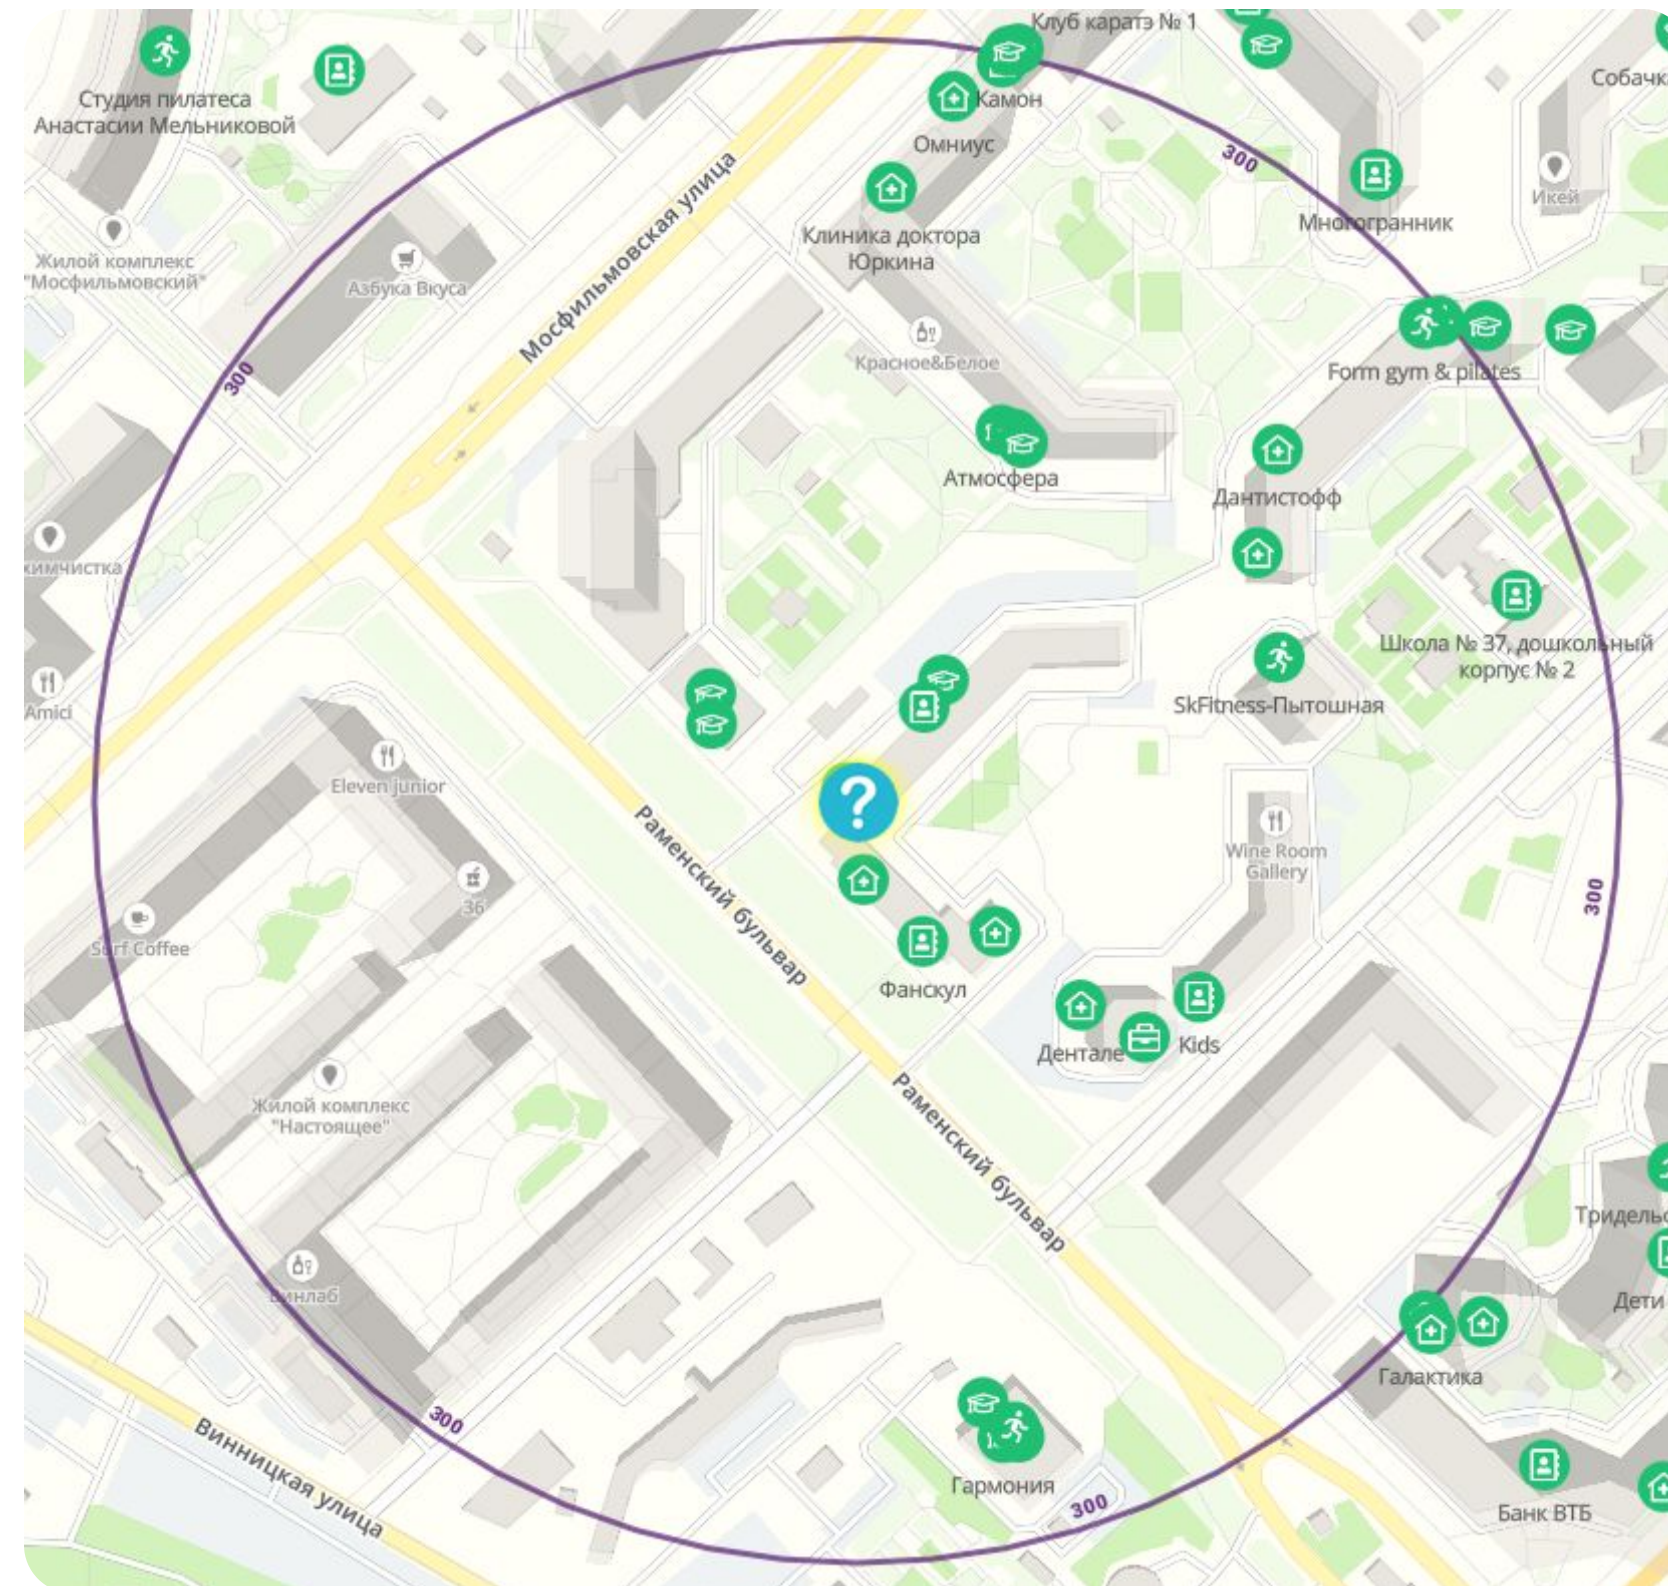 Клуб каратэ № 1
Студия пилатеса
Анастасии Мельниковой
Камон
Собачк
Омниус
300
Мосфильмовская улица
Икей
Многогранник
Клиника доктора
Юркина
Жилой комплекс
"Мосфильмовский"
Азбука Вкуса
Красное&Белое
300
Form gym & pilates
Атмосфера
Дантистофф
химчистка
Школа № 37, дошкольный
корпус № 2
Amici
SkFitness-Пытошная
Eleven junior
?
Раменский бульвар
Wine Room
Gallery
36
300
Surf Coffee
Фанскул
Дентале
Kids
Жилой комплекс
"Настоящее"
Раменский бульвар
Тридельс
Винлаб
Дети
Галактика
300
Винницкая улица
Гармония
300
Банк ВТБ